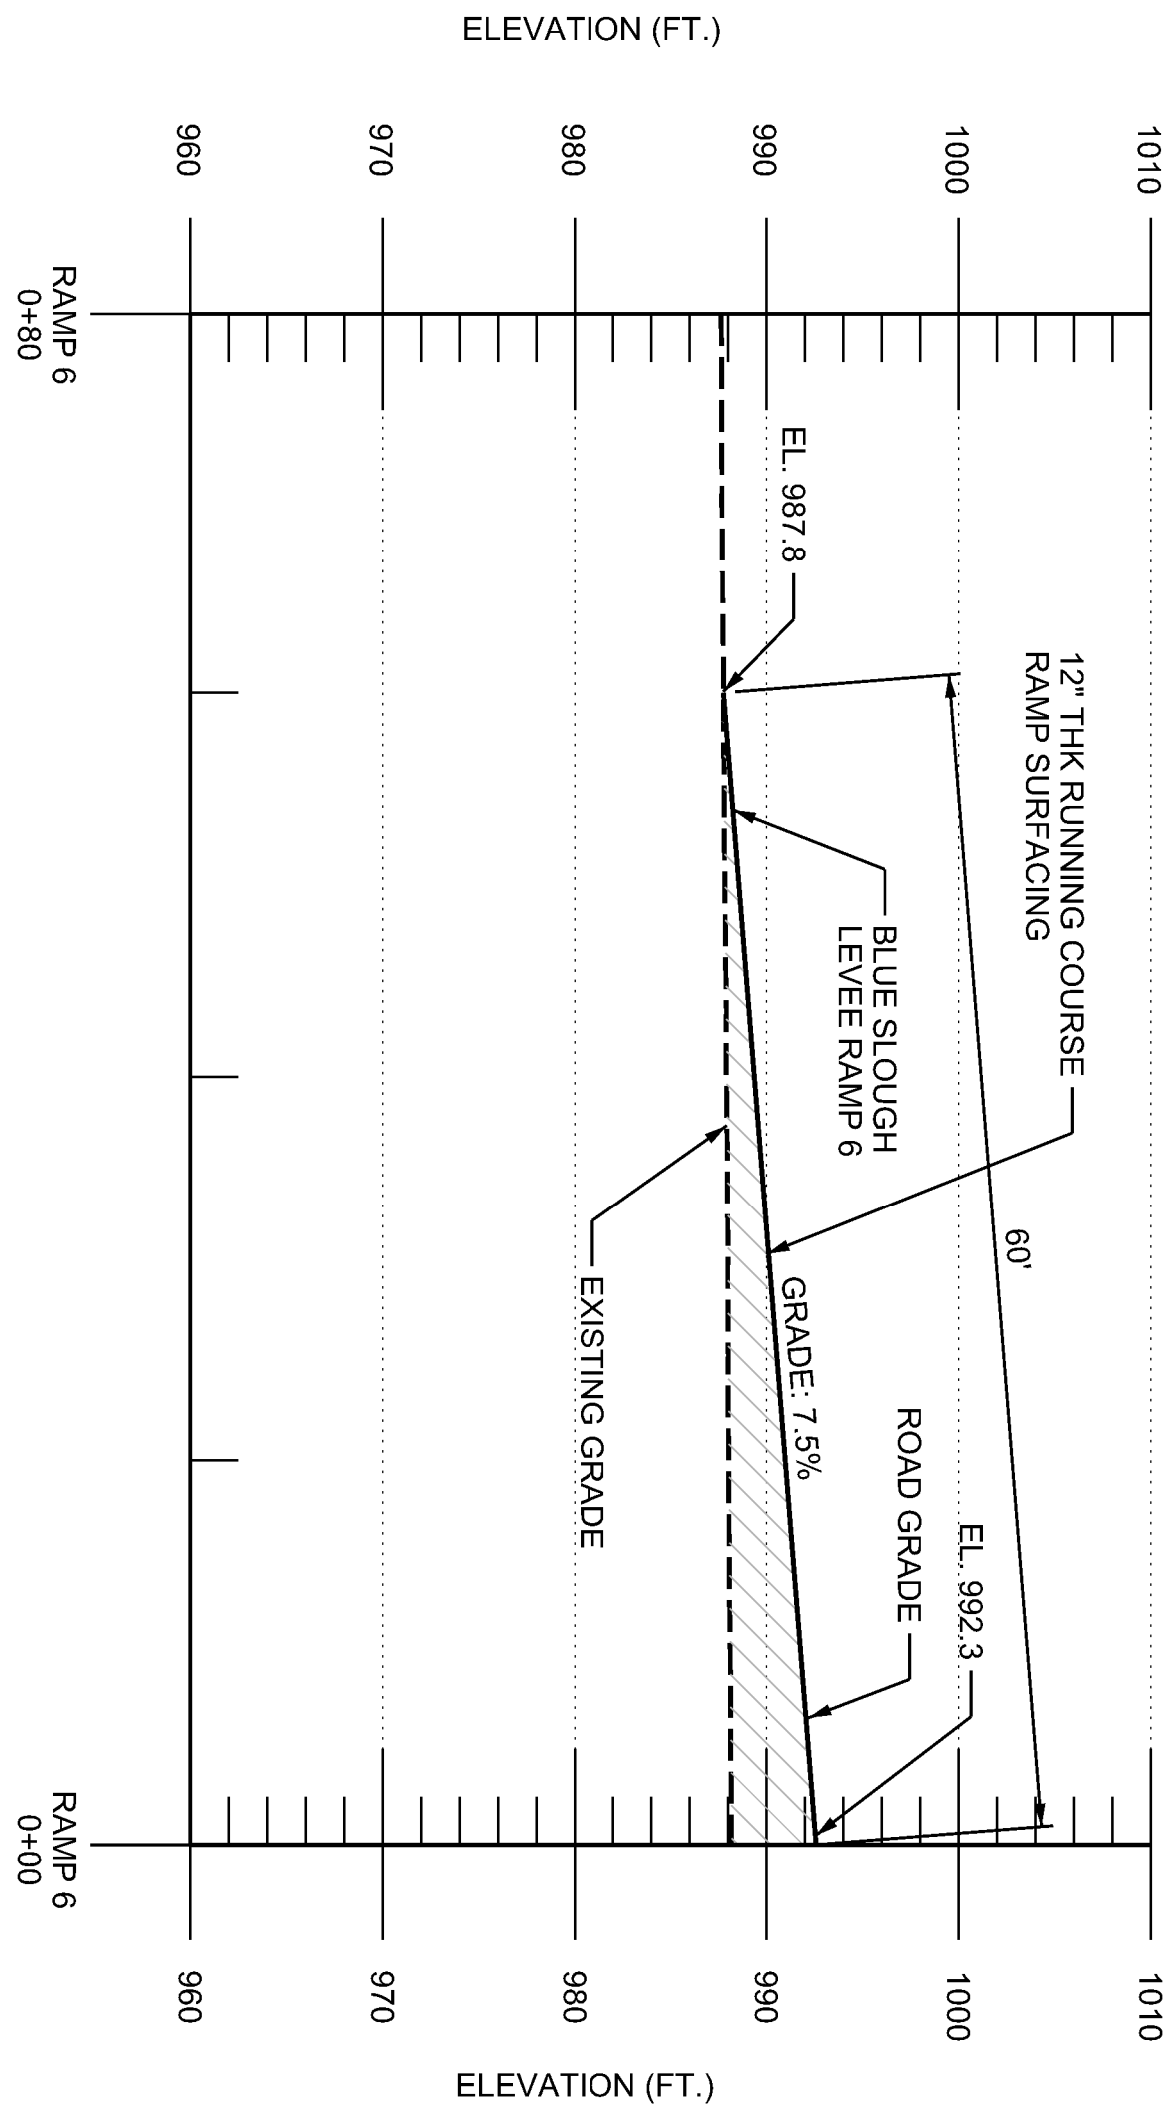 ELEVATION (FT.)
1010
1000
990
980
970
960
RAMP 6
0+80
12" THK RUNNING COURSE
RAMP SURFACING
EL. 987.8
BLUE SLOUGH
LEVEE RAMP 6
60'
GRADE: 7.5%
ROAD GRADE
EL. 992.3
EXISTING GRADE
1010
1000
990
980
970
960
RAMP 6
0+00
ELEVATION (FT.)